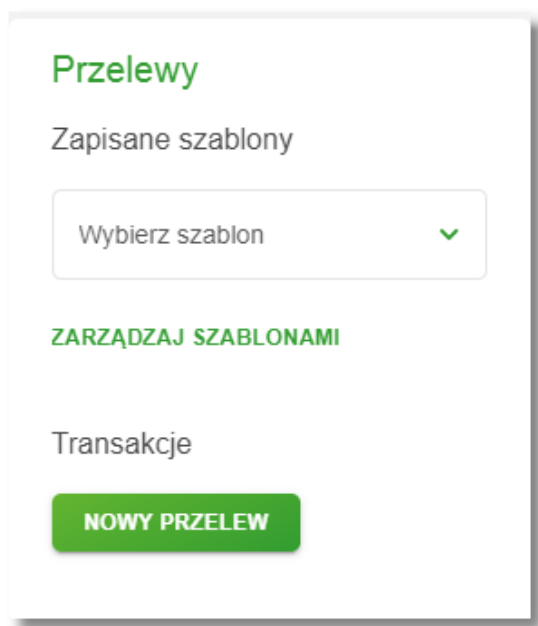 Przelewy
Zapisane szablony
Wybierz szablon
ZARZĄDZAJ SZABLONAMI
Transakcje
NOWY PRZELEW